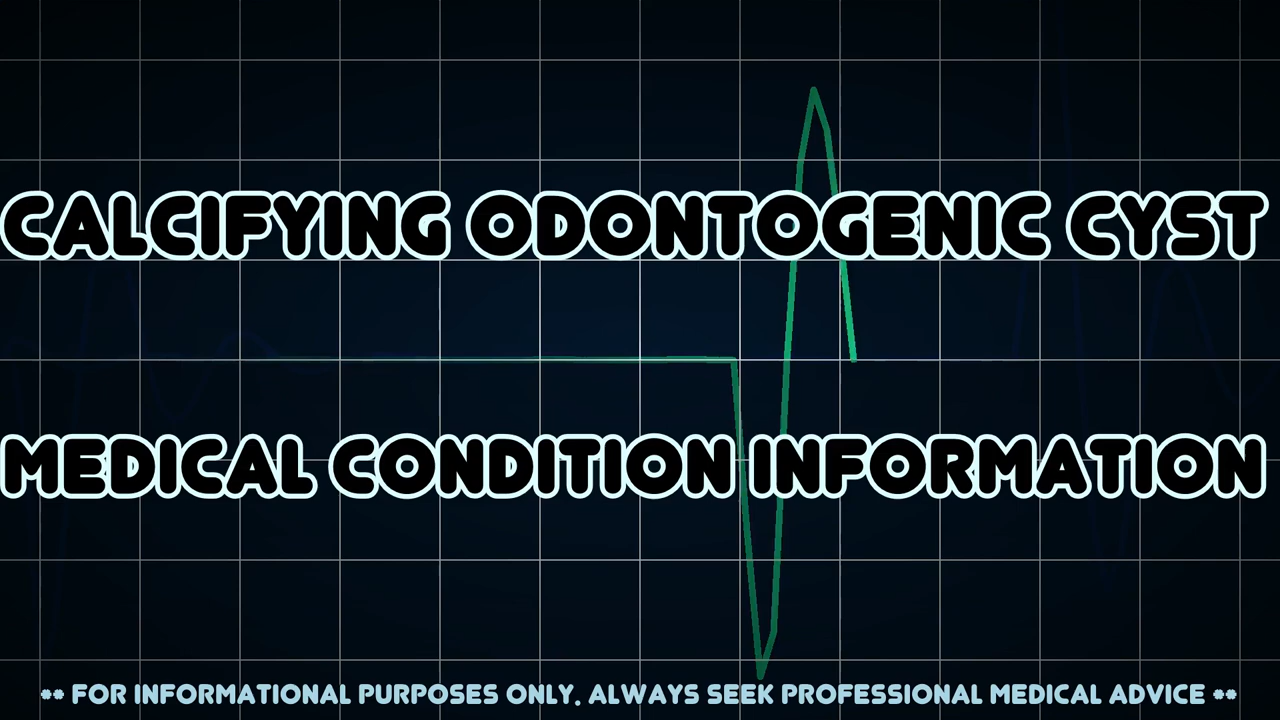 CALCIFYING ODONTOGENIC CYST
MEDICAL CONDITION INFORMATION
** FOR INFORMATIONAL PURPOSES ONLY. ALWAYS SEEK PROFESSIONAL MEDICAL ADVICE **